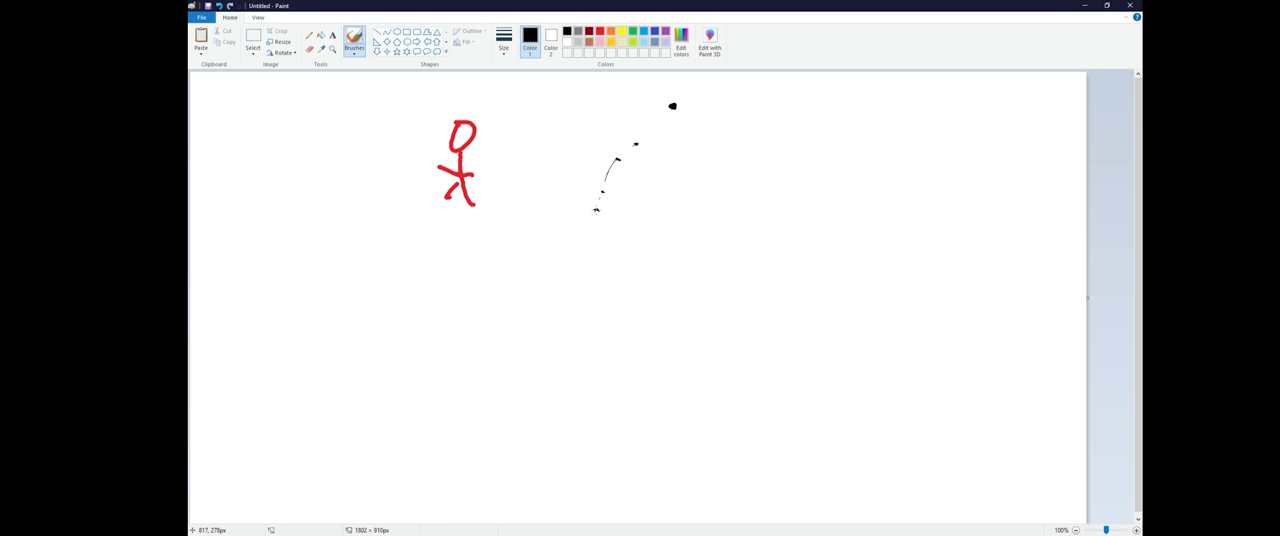 Untitled - Paint
File Home View
Paste Cut Copy Clipboard
Select Crop Resize Rotate Image
Tools A
Brushes
Outline Fill Shapes
Size
Color 1 Color 2
Edit colors Colors
Edit with Paint 3D
817, 278px 1802 × 910px 100%